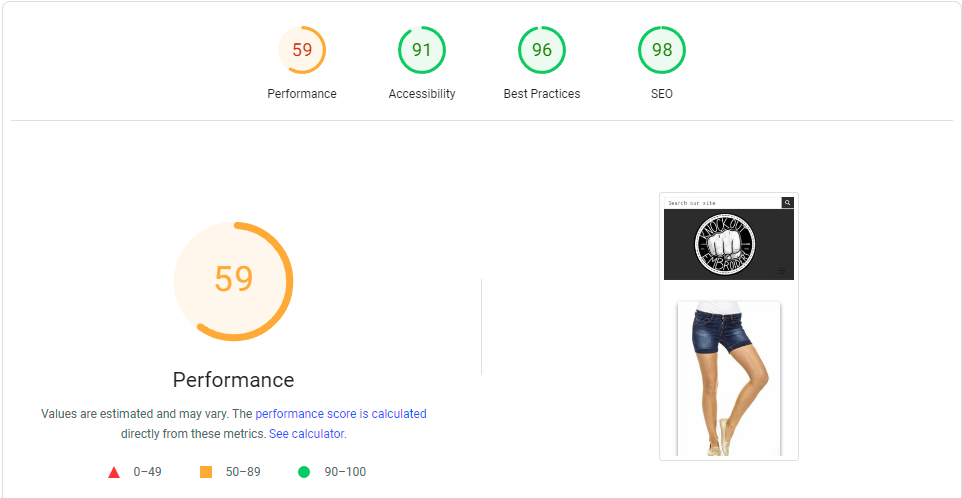 59
91
96
98
Performance
Accessibility
Best Practices
SEO
Search our site
KNOCKOUT
EMBROIDERY
59
Performance
Values are estimated and may vary. The performance score is calculated
directly from these metrics. See calculator.
0–49
50–89
90–100